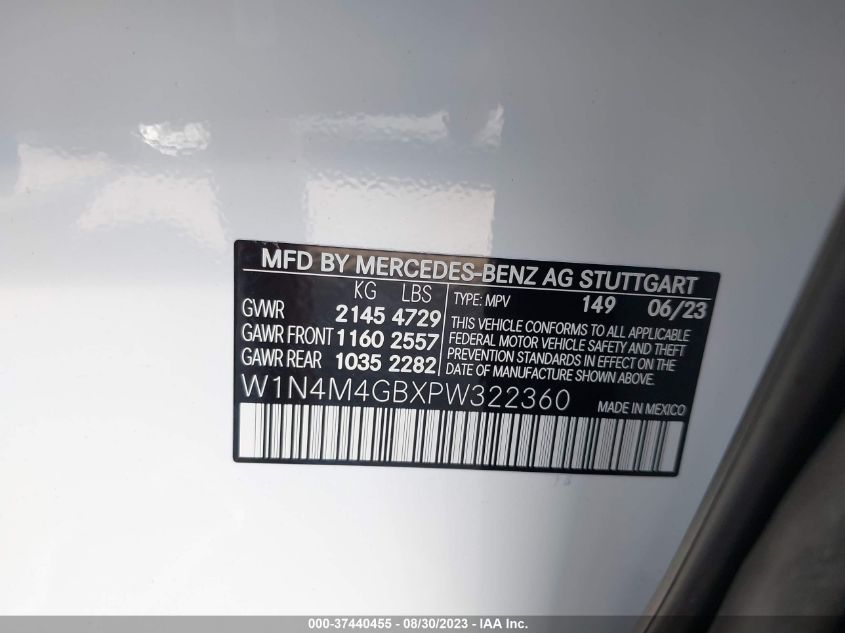 MFD BY MERCEDES-BENZ AG STUTTGART
KG LBS
GVWR 2145 4729
GAWR FRONT 1160 2557
GAWR REAR 1035 2282
TYPE: MPV 149 06/23
THIS VEHICLE CONFORMS TO ALL APPLICABLE
FEDERAL MOTOR VEHICLE SAFETY AND THEFT
PREVENTION STANDARDS IN EFFECT ON THE
DATE OF MANUFACTURE SHOWN ABOVE.
W1N4M4GBXPW322360
MADE IN MEXICO
000-37440455 - 08/30/2023 - IAA Inc.